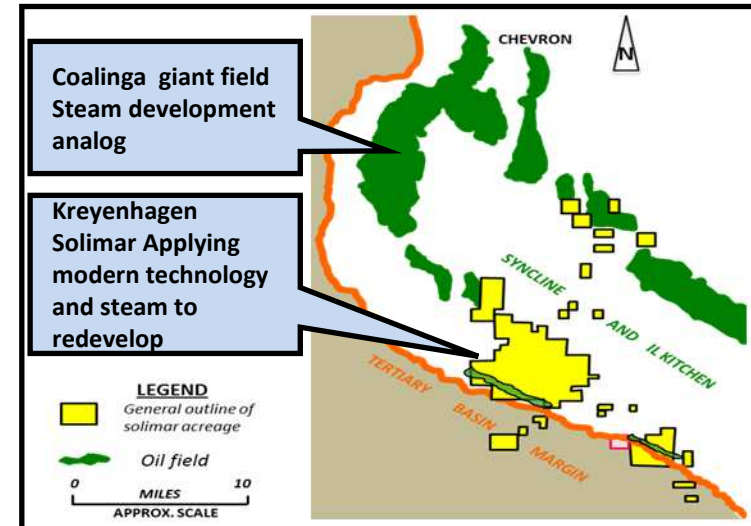 Coalinga giant field
Steam development
analog
Kreyenhagen
Solimar Applying
modern technology
and steam to
redevelop
CHEVRON
N
SYNCLINE AND IL KITCHEN
TERTIARY BASIN MARGIN
LEGEND
General outline of
solimar acreage
Oil field
0 10
MILES
APPROX. SCALE